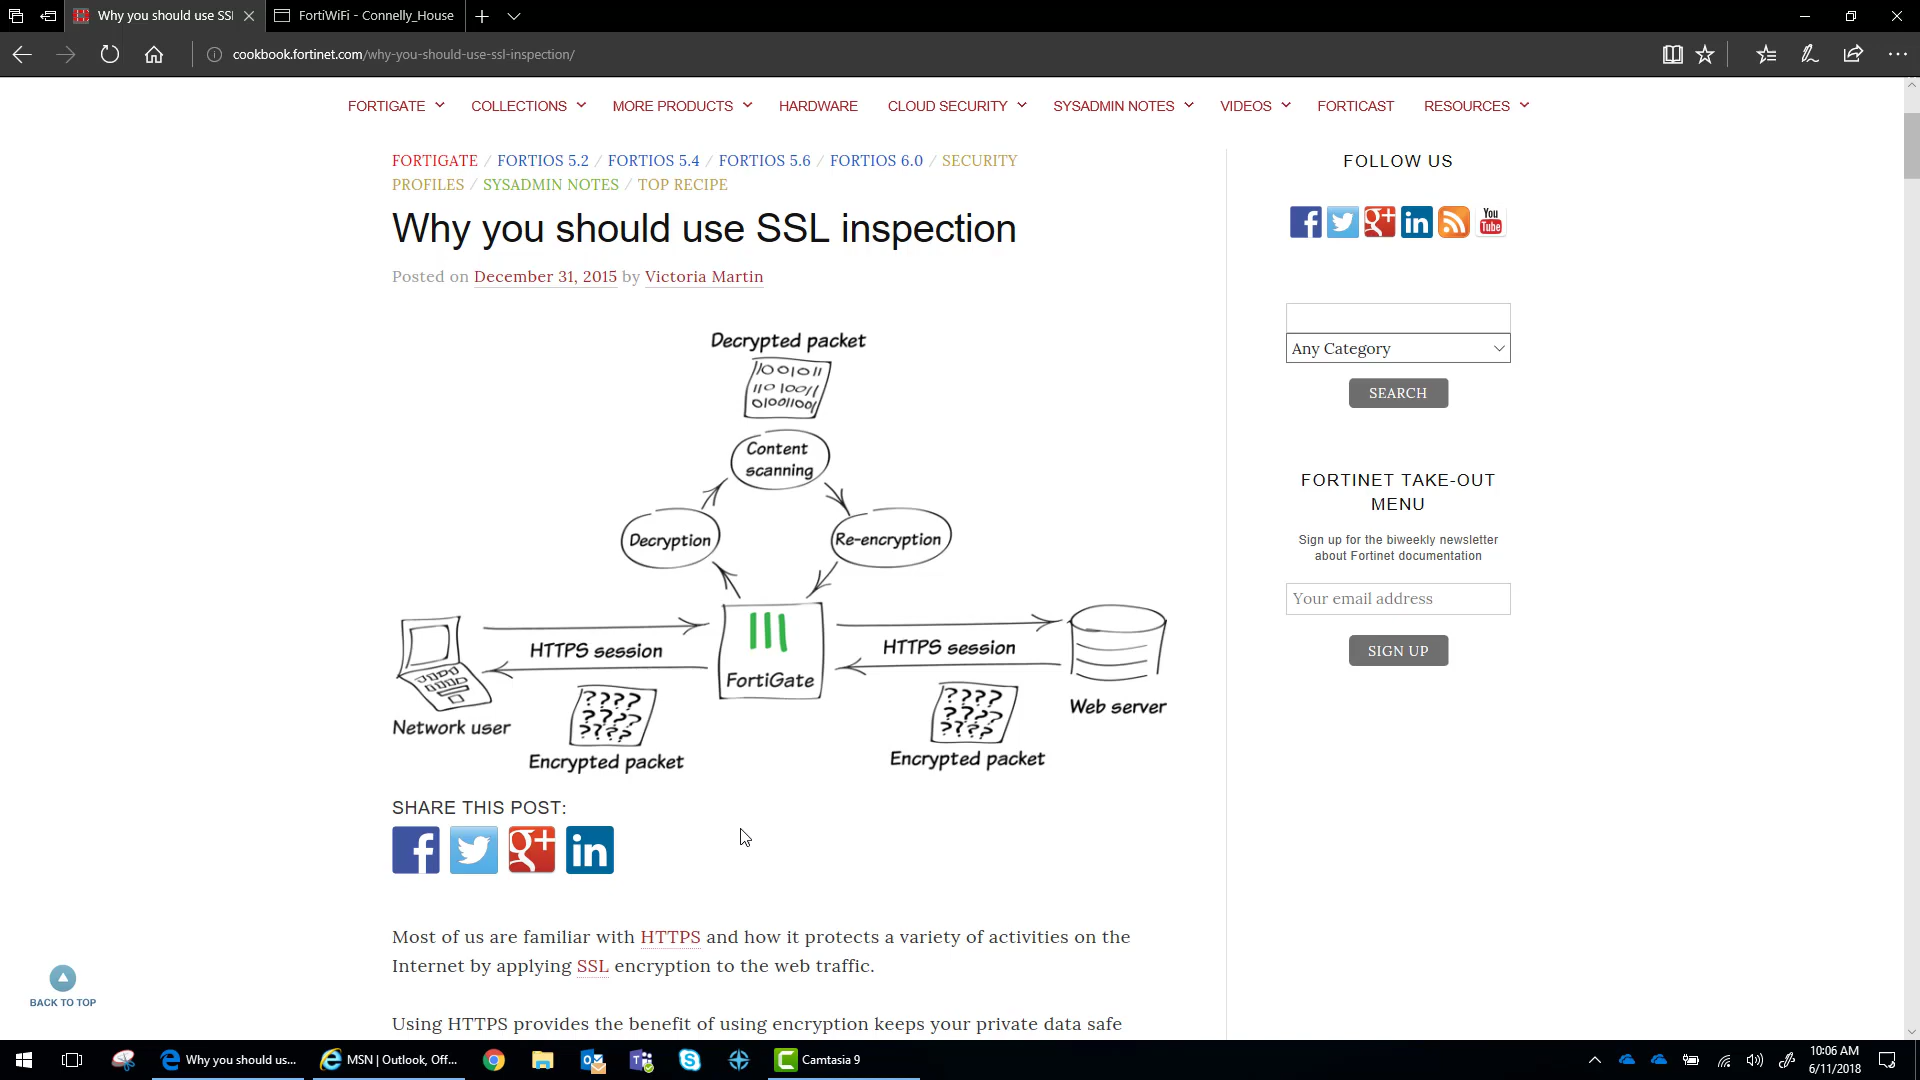 Why you should use SSI
FortiWiFi - Connelly_House
cookbook.fortinet.com/why-you-should-use-ssl-inspection/
FORTIGATE COLLECTIONS MORE PRODUCTS HARDWARE CLOUD SECURITY SYSADMIN NOTES VIDEOS FORTICAST RESOURCES
FORTIGATE / FORTIOS 5.2 / FORTIOS 5.4 / FORTIOS 5.6 / FORTIOS 6.0 / SECURITY
PROFILES / SYSADMIN NOTES / TOP RECIPE
Why you should use SSL inspection
Posted on December 31, 2015 by Victoria Martin
Decrypted packet
1001011
1101001
01001100
Content
scanning
Decryption
Re-encryption
HTTPS session
HTTPS session
FortiGate
Network user
Web server
????
????
????
Encrypted packet
????
????
????
Encrypted packet
SHARE THIS POST:
f
g+
in
Most of us are familiar with HTTPS and how it protects a variety of activities on the
Internet by applying SSL encryption to the web traffic.
Using HTTPS provides the benefit of using encryption keeps your private data safe
FOLLOW US
f
g+
in
You
Tube
Any Category
SEARCH
FORTINET TAKE-OUT
MENU
Sign up for the biweekly newsletter
about Fortinet documentation
Your email address
SIGN UP
BACK TO TOP
Why you should us...
MSN | Outlook, Off...
Camtasia 9
10:06 AM
6/11/2018